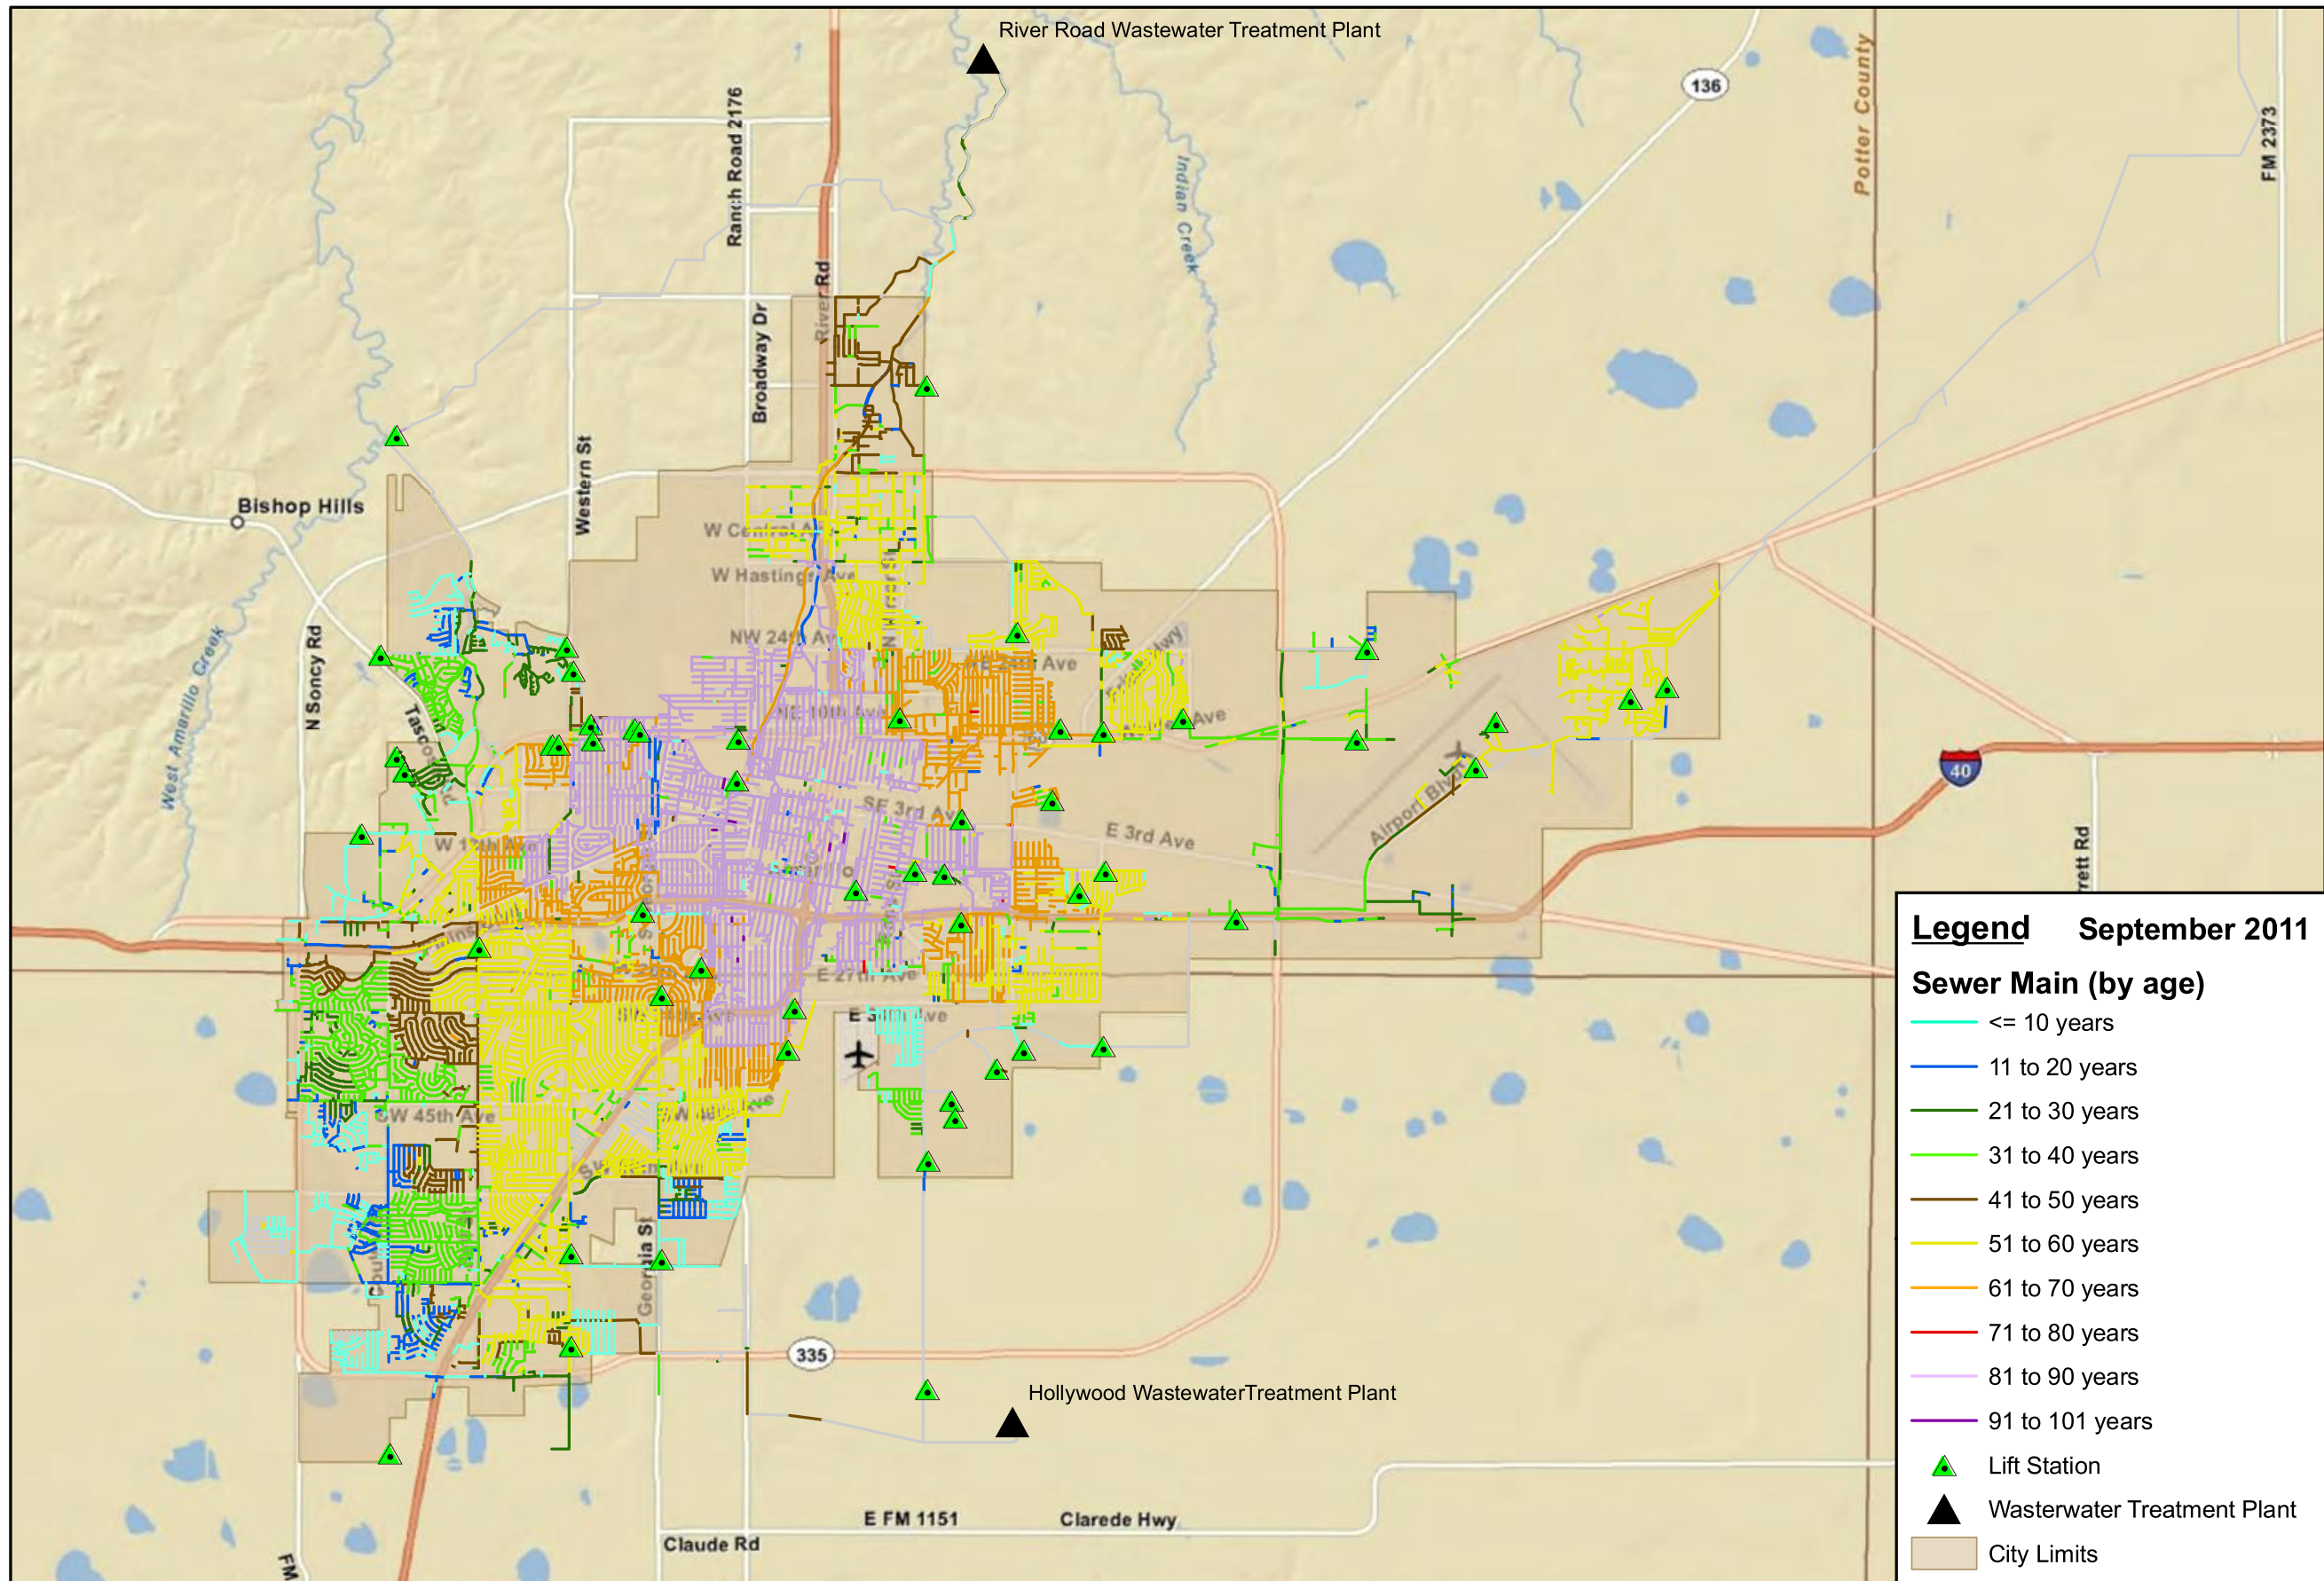 River Road Wastewater Treatment Plant
136
Potter County
FM 2373
Ranch Road 2176
Indian Creek
River Rd
Broadway Dr
Western St
Bishop Hills
W Central Av
W Hastings Ave
NW 24th Av
Ave
N Soncy Rd
West Amarillo Creek
Ave
SE 3rd Av
E 3rd Ave
Airport Blvd
40
W 17th Ave
E 27th Ave
SW 45th Ave
Georgia St
335
Hollywood WastewaterTreatment Plant
E FM 1151
Clarede Hwy
Claude Rd
FM
rrett Rd
Legend
September 2011
Sewer Main (by age)
<= 10 years
11 to 20 years
21 to 30 years
31 to 40 years
41 to 50 years
51 to 60 years
61 to 70 years
71 to 80 years
81 to 90 years
91 to 101 years
Lift Station
Wasterwater Treatment Plant
City Limits